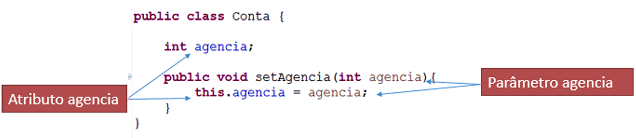 public class Conta {
int agencia;
public void setAgencia(int agencia){
this.agencia = agencia;
}
}
Atributo agencia
Parâmetro agencia